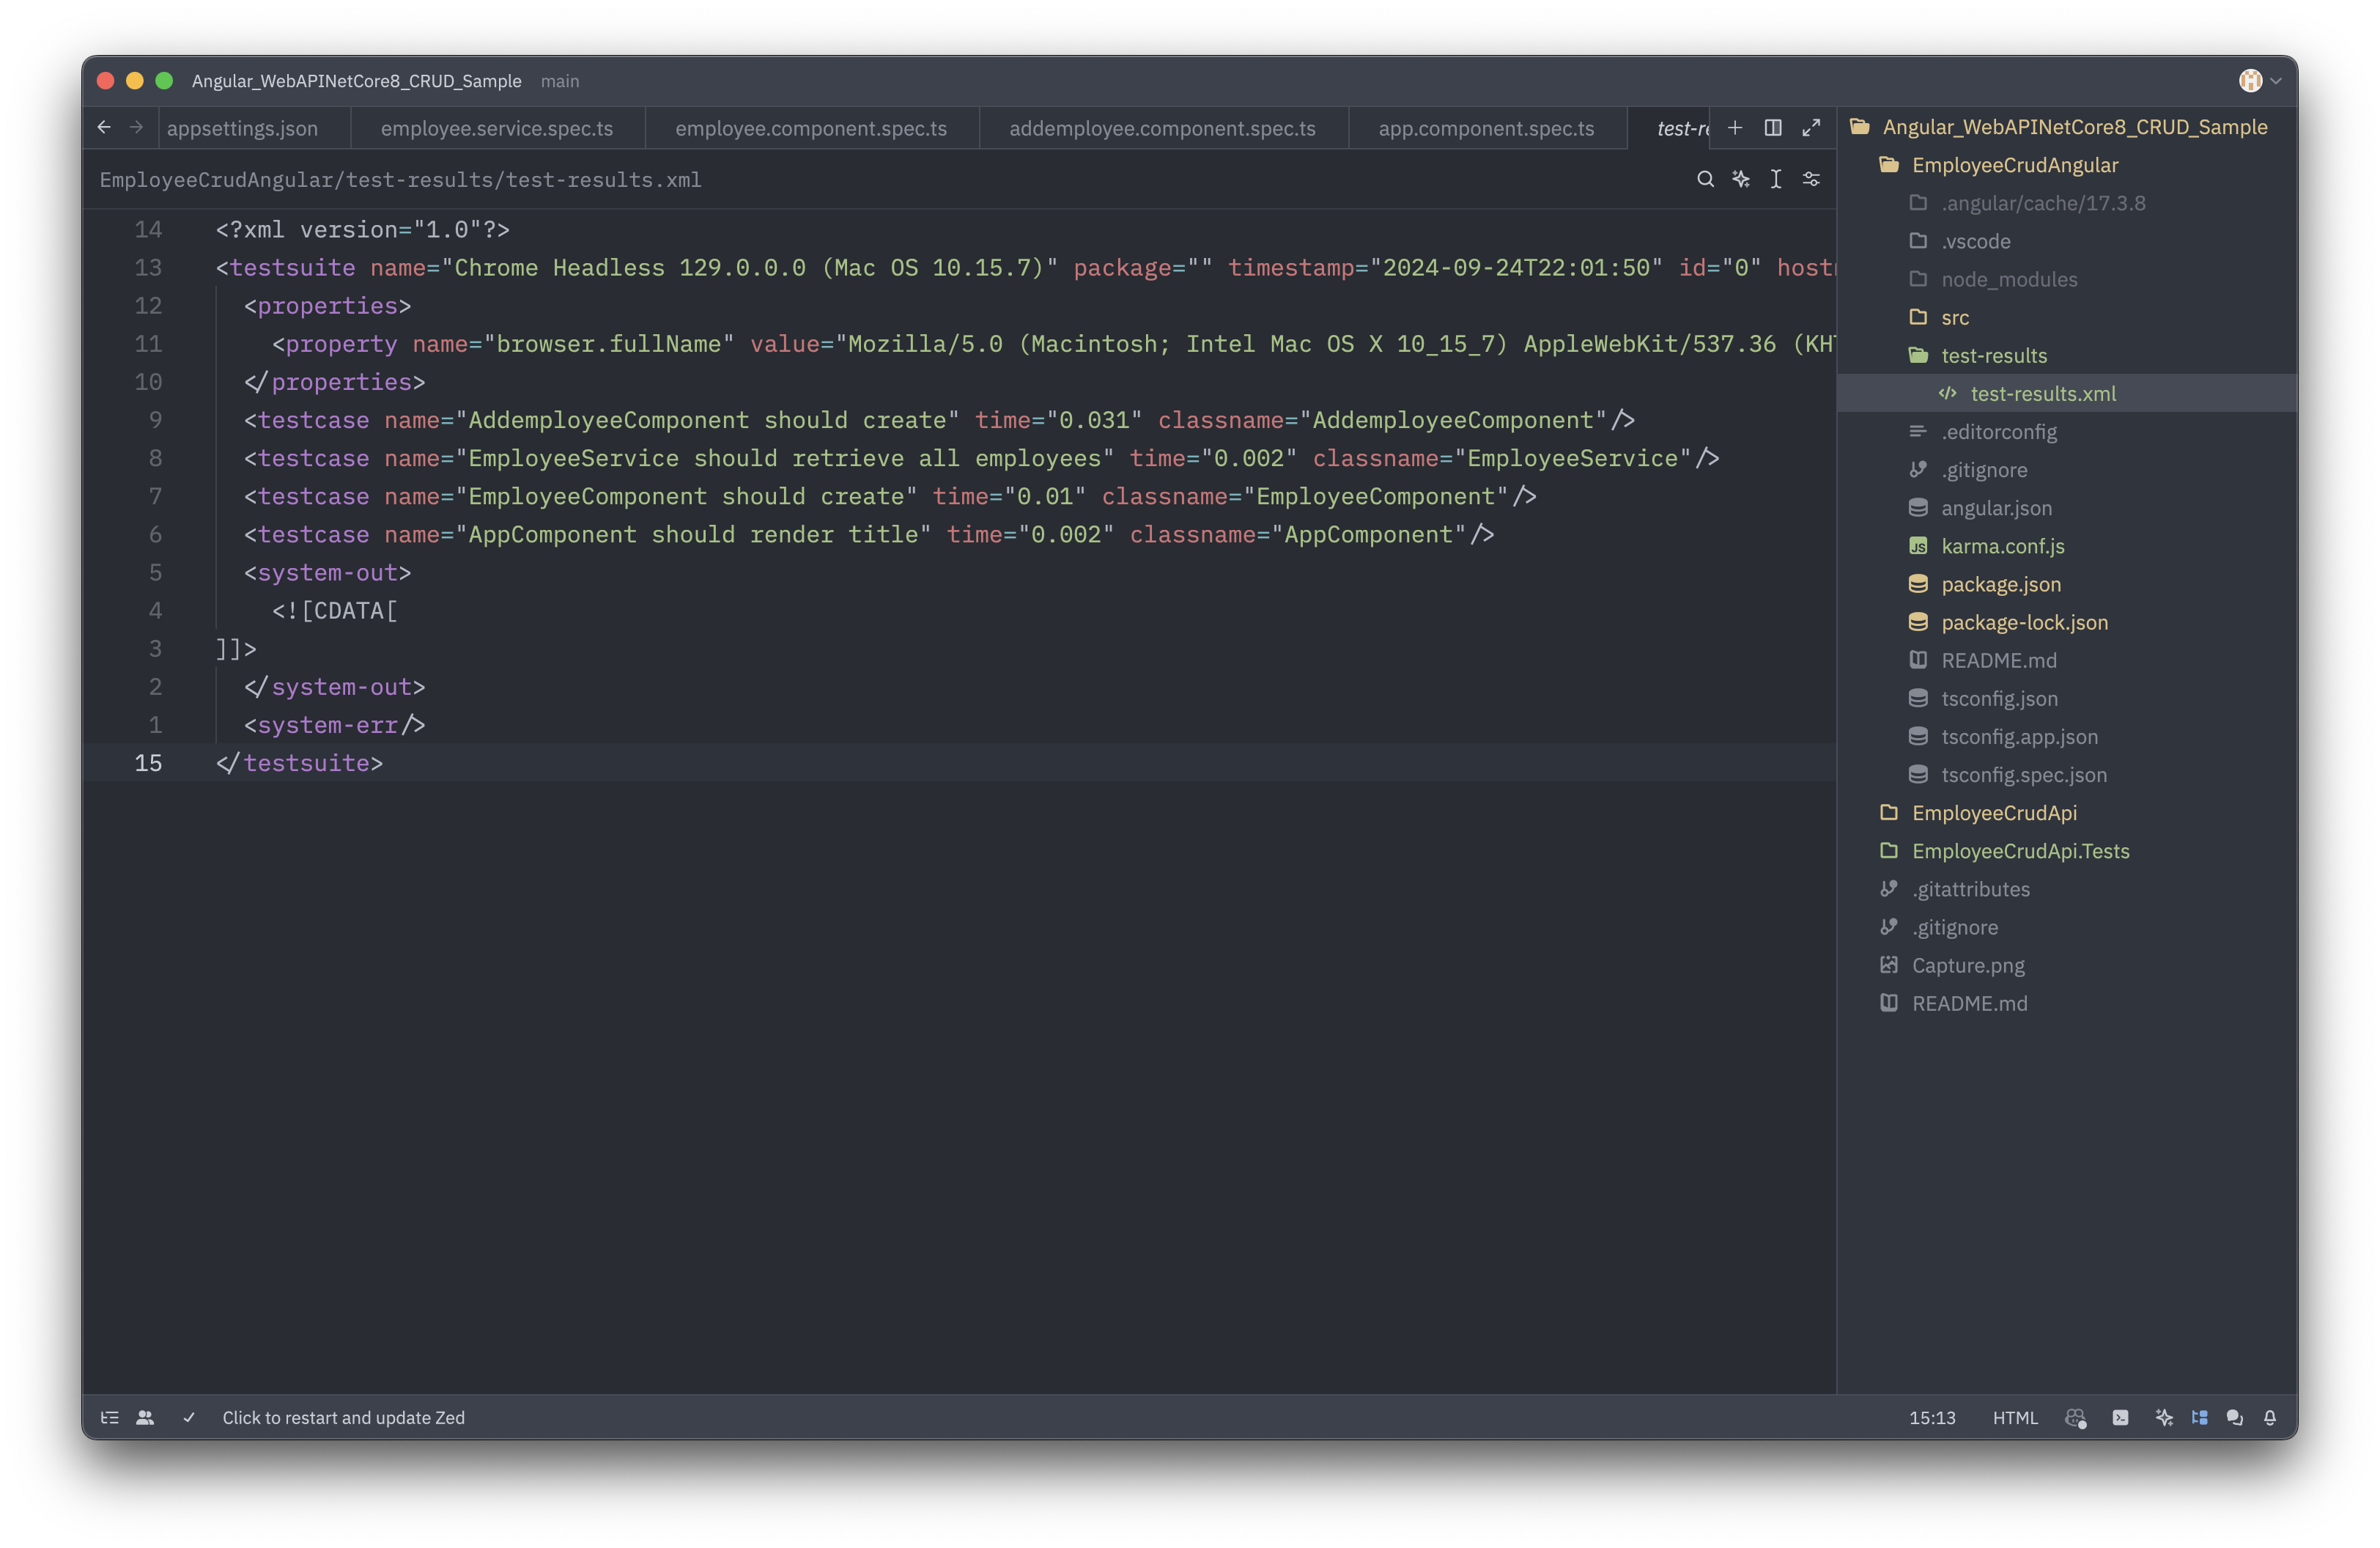 Angular_WebAPINetCore8_CRUD_Sample main
appsettings.json employee.service.spec.ts employee.component.spec.ts addemployee.component.spec.ts app.component.spec.ts test-re
EmployeeCrudAngular/test-results/test-results.xml
14 <?xml version="1.0"?>
13 <testsuite name="Chrome Headless 129.0.0.0 (Mac OS 10.15.7)" package="" timestamp="2024-09-24T22:01:50" id="0" hostn
12 <properties>
11 <property name="browser.fullName" value="Mozilla/5.0 (Macintosh; Intel Mac OS X 10_15_7) AppleWebKit/537.36 (KHT
10 </properties>
9 <testcase name="AddemployeeComponent should create" time="0.031" classname="AddemployeeComponent"/>
8 <testcase name="EmployeeService should retrieve all employees" time="0.002" classname="EmployeeService"/>
7 <testcase name="EmployeeComponent should create" time="0.01" classname="EmployeeComponent"/>
6 <testcase name="AppComponent should render title" time="0.002" classname="AppComponent"/>
5 <system-out>
4 <![CDATA[
3 ]]>
2 </system-out>
1 <system-err/>
15 </testsuite>
Angular_WebAPINetCore8_CRUD_Sample
EmployeeCrudAngular
.angular/cache/17.3.8
.vscode
node_modules
src
test-results
test-results.xml
.editorconfig
.gitignore
angular.json
karma.conf.js
package.json
package-lock.json
README.md
tsconfig.json
tsconfig.app.json
tsconfig.spec.json
EmployeeCrudApi
EmployeeCrudApi.Tests
.gitattributes
.gitignore
Capture.png
README.md
Click to restart and update Zed 15:13 HTML